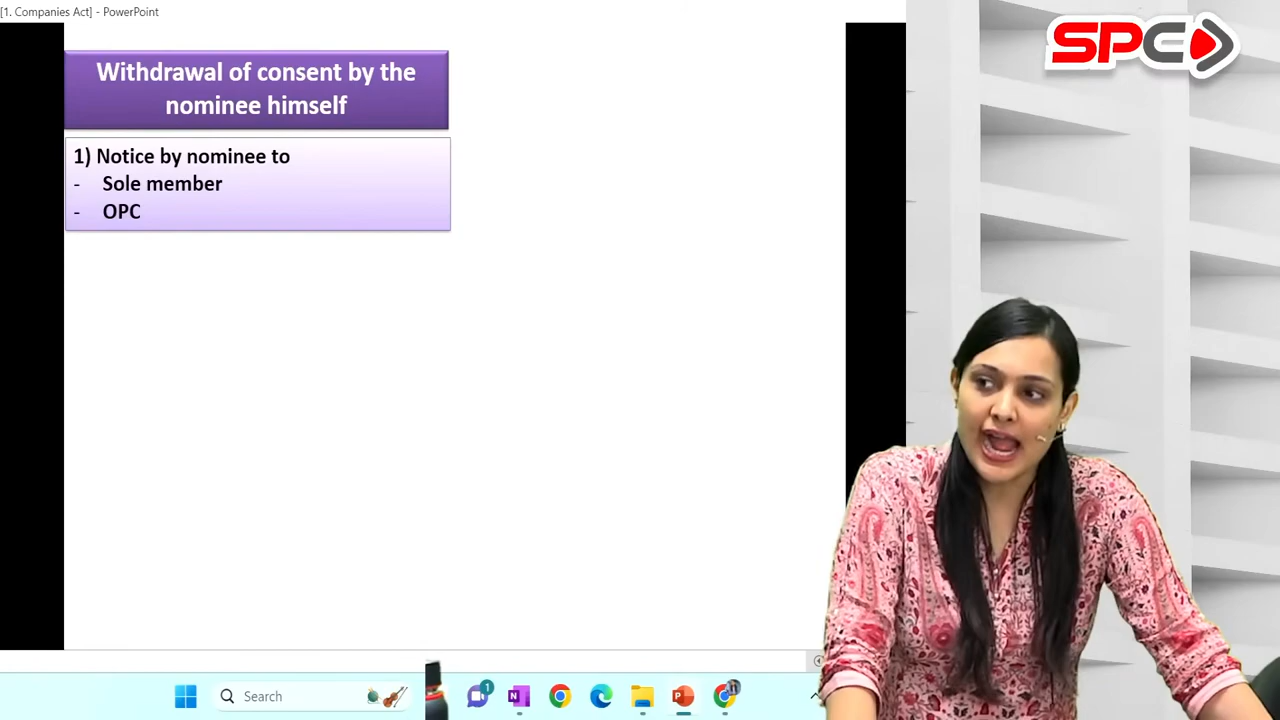 [1. Companies Act] - PowerPoint
SPC
Withdrawal of consent by the
nominee himself
1) Notice by nominee to
- Sole member
- OPC
Search
1